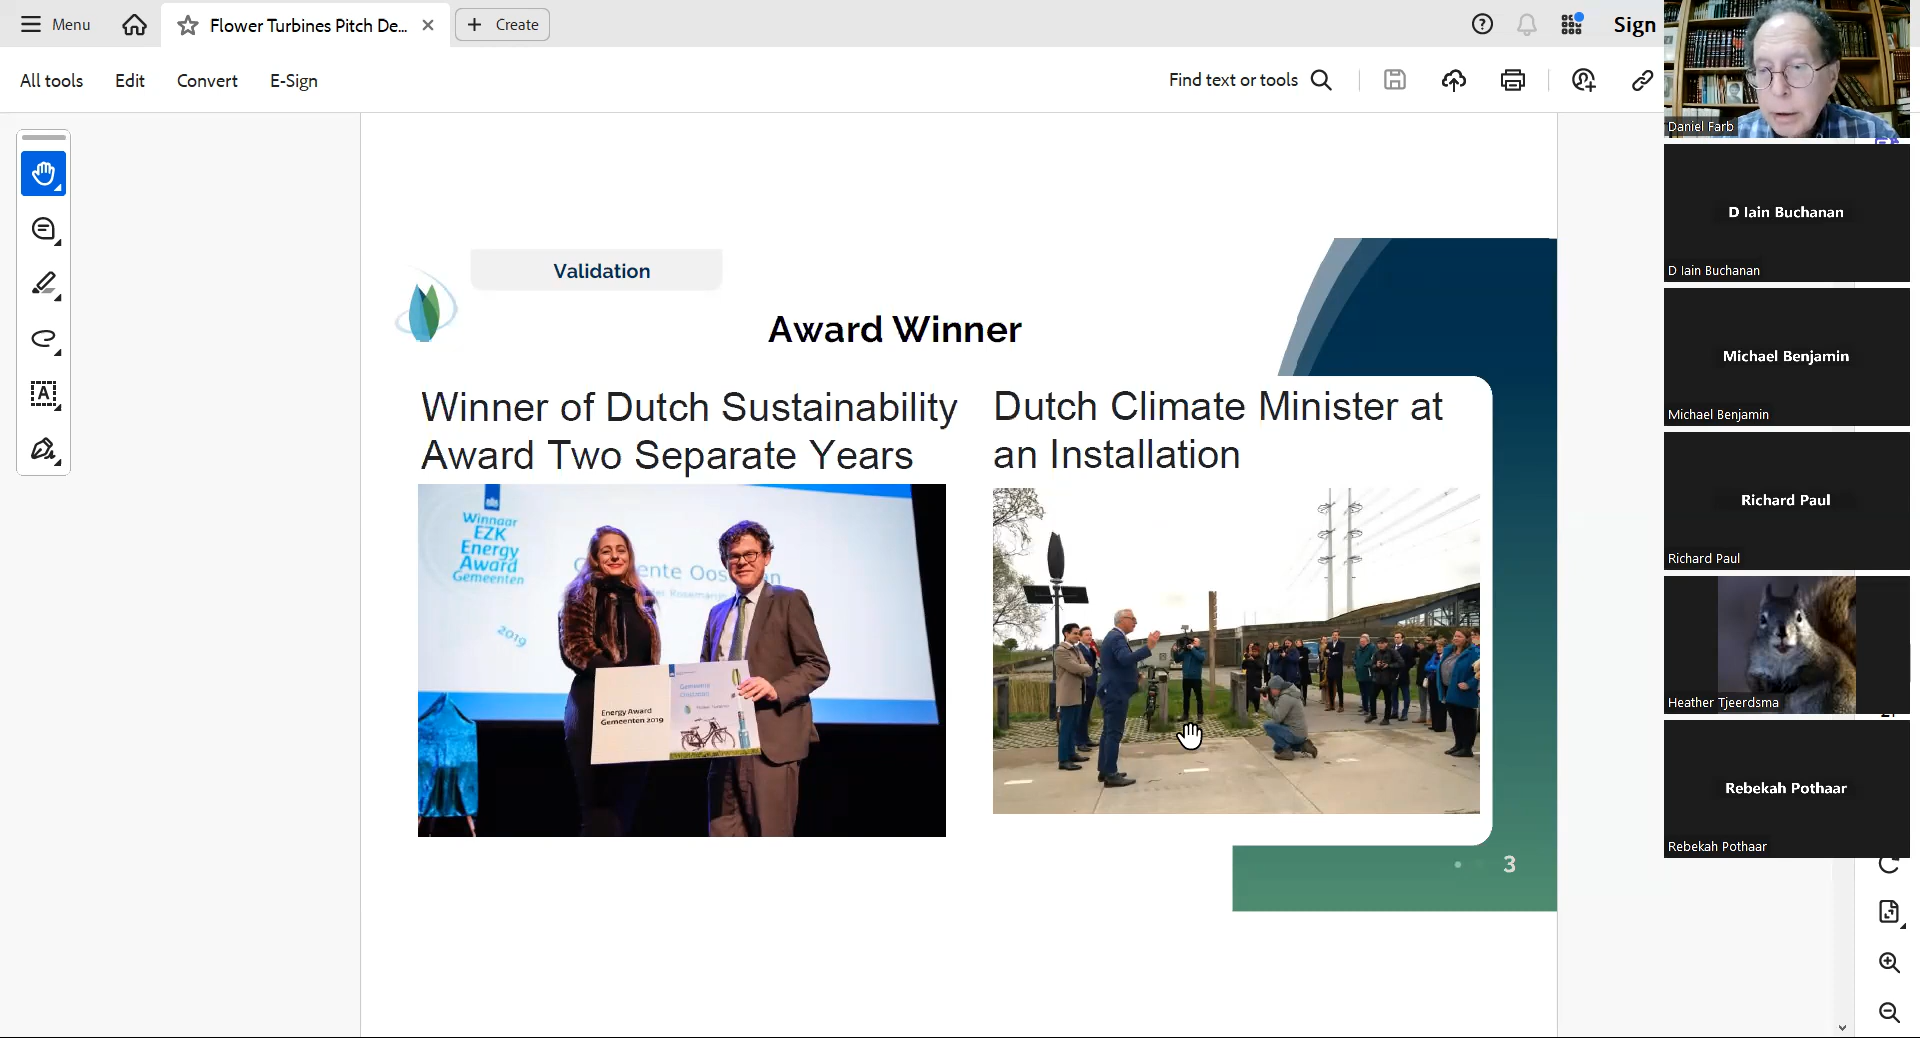 Menu
Flower Turbines Pitch De...
Create
Sign
All tools
Edit
Convert
E-Sign
Find text or tools
Validation
Award Winner
Winner of Dutch Sustainability
Award Two Separate Years
Dutch Climate Minister at
an Installation
Winnaar
EZK
Energy
Award
Gemeenten
2019
Energy Award
Gemeenten 2019
Gemeente
Oostzaan
3
Daniel Farb
D Iain Buchanan
D Iain Buchanan
Michael Benjamin
Michael Benjamin
Richard Paul
Richard Paul
Heather Tjeerdsma
Rebekah Pothaar
Rebekah Pothaar